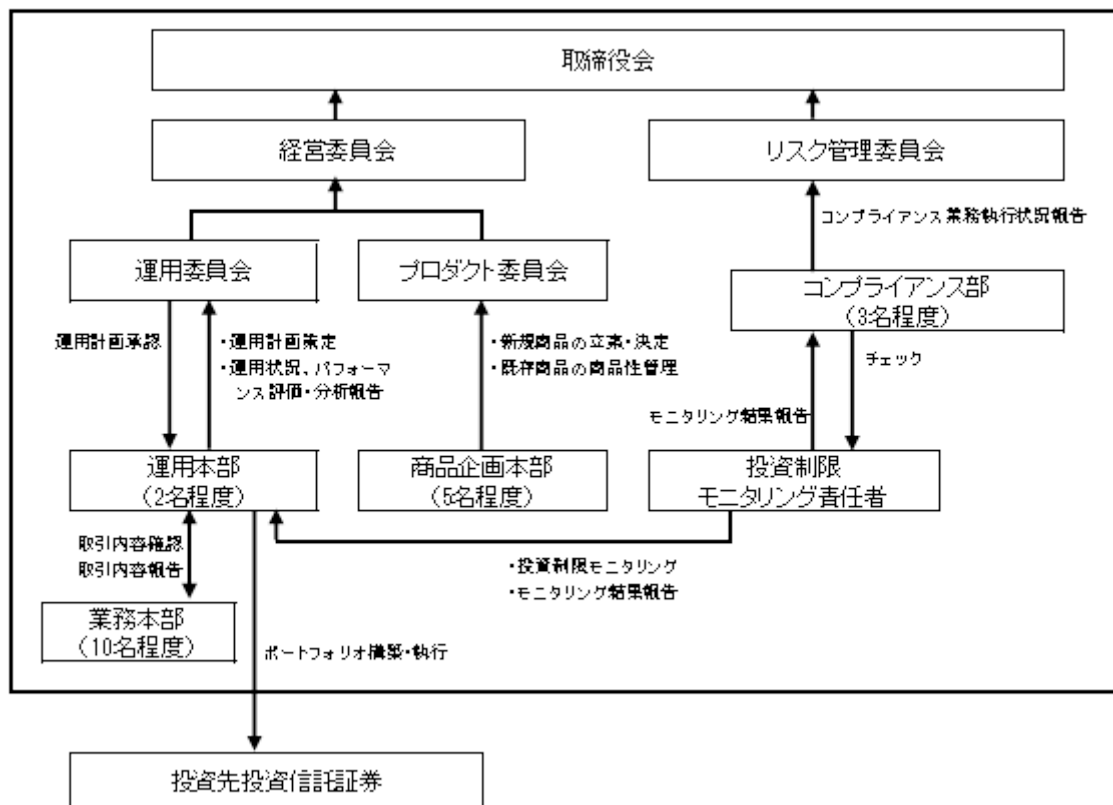 取締役会
経営委員会
リスク管理委員会
コンプライアンス業務執行状況報告
運用委員会
プロダクト委員会
コンプライアンス部
(3名程度)
運用計画承認
・運用計画策定
・運用状況、パフォーマ
ンス評価・分析報告
・新規商品の立案・決定
・既存商品の商品性管理
チェック
モニタリング結果報告
運用本部
(2名程度)
商品企画本部
(5名程度)
投資制限
モニタリング責任者
取引内容確認
取引内容報告
・投資制限モニタリング
・モニタリング結果報告
業務本部
(10名程度)
ポートフォリオ構築・執行
投資先投資信託証券